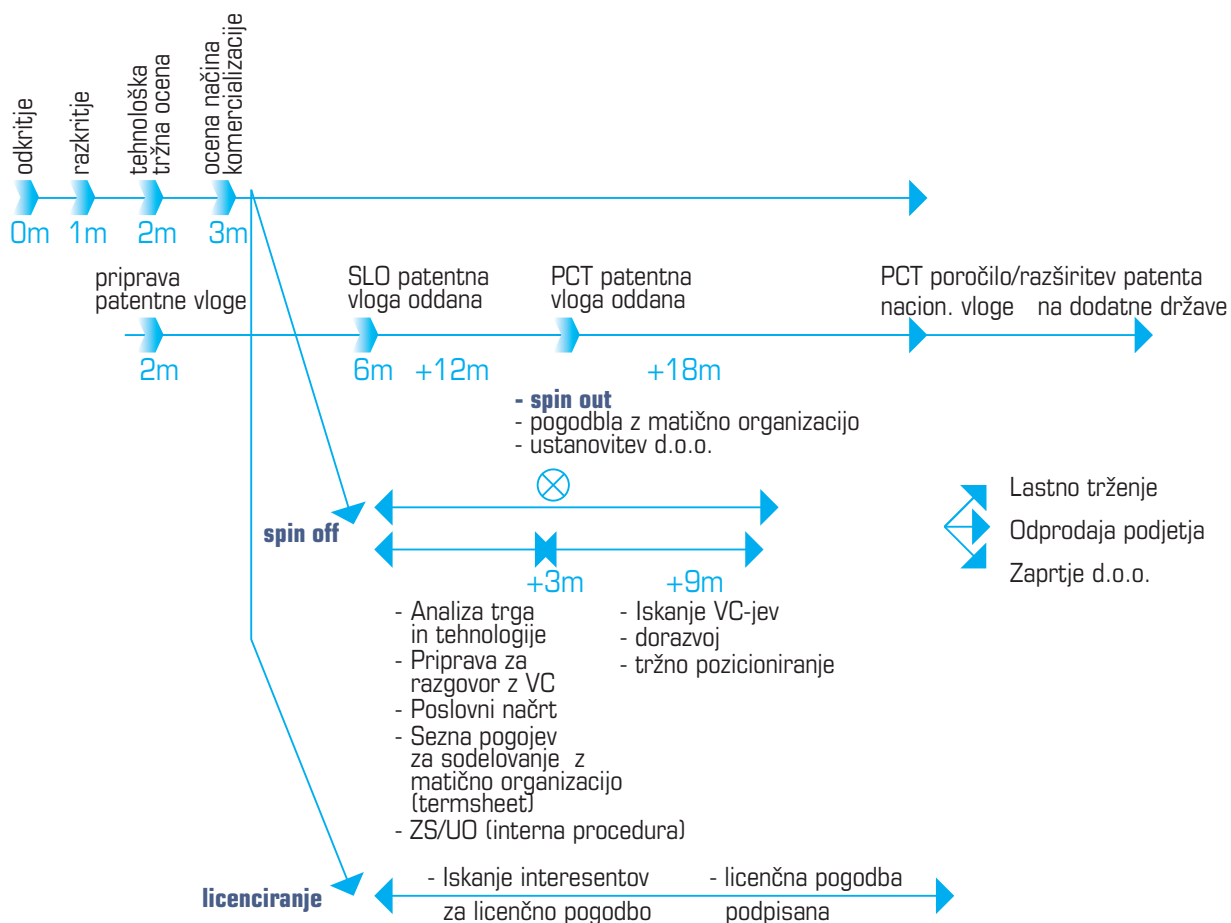 odkritje
razkritje
tehnološka
tržna ocena
ocena načina
komercializacije
0m
1m
2m
3m
priprava
patentne vloge
SLO patentna
vloga oddana
PCT patentna
vloga oddana
PCT poročilo/razširitev patenta
nacion. vloge na dodatne države
2m
6m
+12m
+18m
- spin out
- pogodbla z matično organizacijo
- ustanovitev d.o.o.
spin off
Lastno trženje
Odprodaja podjetja
Zaprtje d.o.o.
+3m
+9m
- Analiza trga
in tehnologije
- Priprava za
razgovor z VC
- Poslovni načrt
- Sezna pogojev
za sodelovanje z
matično organizacijo
(termsheet)
- ZS/UO (interna procedura)
- Iskanje VC-jev
- dorazvoj
- tržno pozicioniranje
licenciranje
- Iskanje interesentov
za licenčno pogodbo
- licenčna pogodba
podpisana